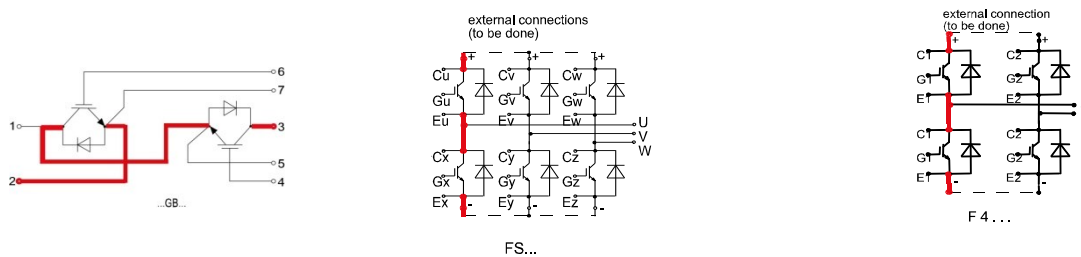 6
7
1
3
2
5
4
...GB...
external connections
(to be done)
+ + +
Cu Cv Cw
Gu Gv Gw
Eu Ev Ew
U
V
W
Cx Cy Cz
Gx Gy Gz
Ex Ey Ez
- - -
FS...
external connection
(to be done)
+ +
C1 C2
G1 G2
E1 E2
C C2
G G2
E1 E2
- -
F4...